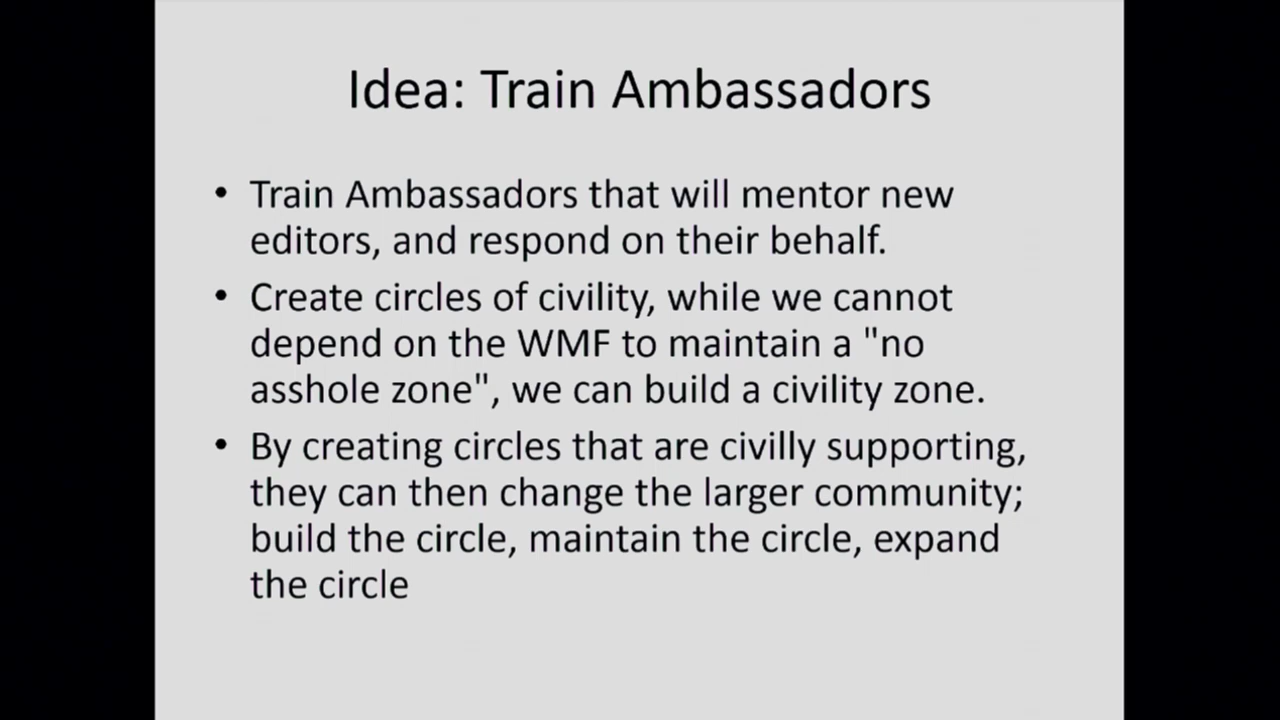 Idea: Train Ambassadors
• Train Ambassadors that will mentor new
editors, and respond on their behalf.
• Create circles of civility, while we cannot
depend on the WMF to maintain a "no
asshole zone", we can build a civility zone.
• By creating circles that are civilly supporting,
they can then change the larger community;
build the circle, maintain the circle, expand
the circle